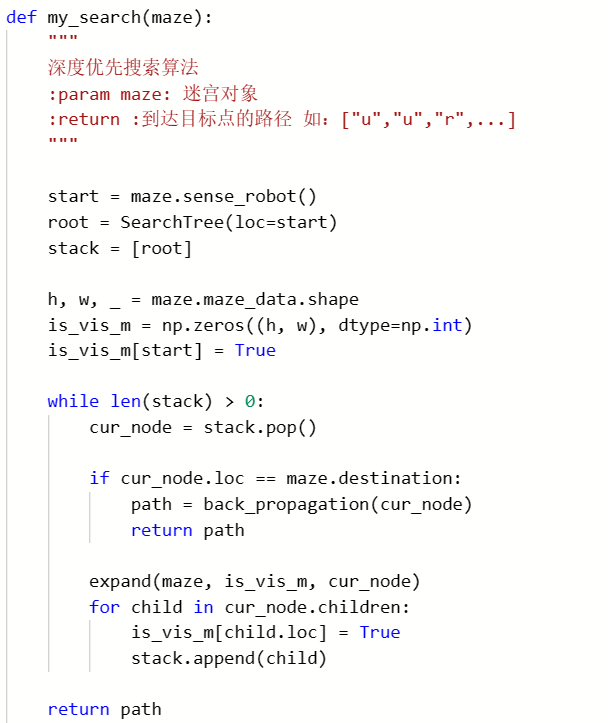 def my_search(maze):
    """
    深度优先搜索算法
    :param maze: 迷宫对象
    :return :到达目标点的路径 如：["u","u","r",...]
    """
    start = maze.sense_robot()
    root = SearchTree(loc=start)
    stack = [root]
    h, w, _ = maze.maze_data.shape
    is_vis_m = np.zeros((h, w), dtype=np.int)
    is_vis_m[start] = True
    while len(stack) > 0:
        cur_node = stack.pop()
        if cur_node.loc == maze.destination:
            path = back_propagation(cur_node)
            return path
        expand(maze, is_vis_m, cur_node)
        for child in cur_node.children:
            is_vis_m[child.loc] = True
            stack.append(child)
    return path